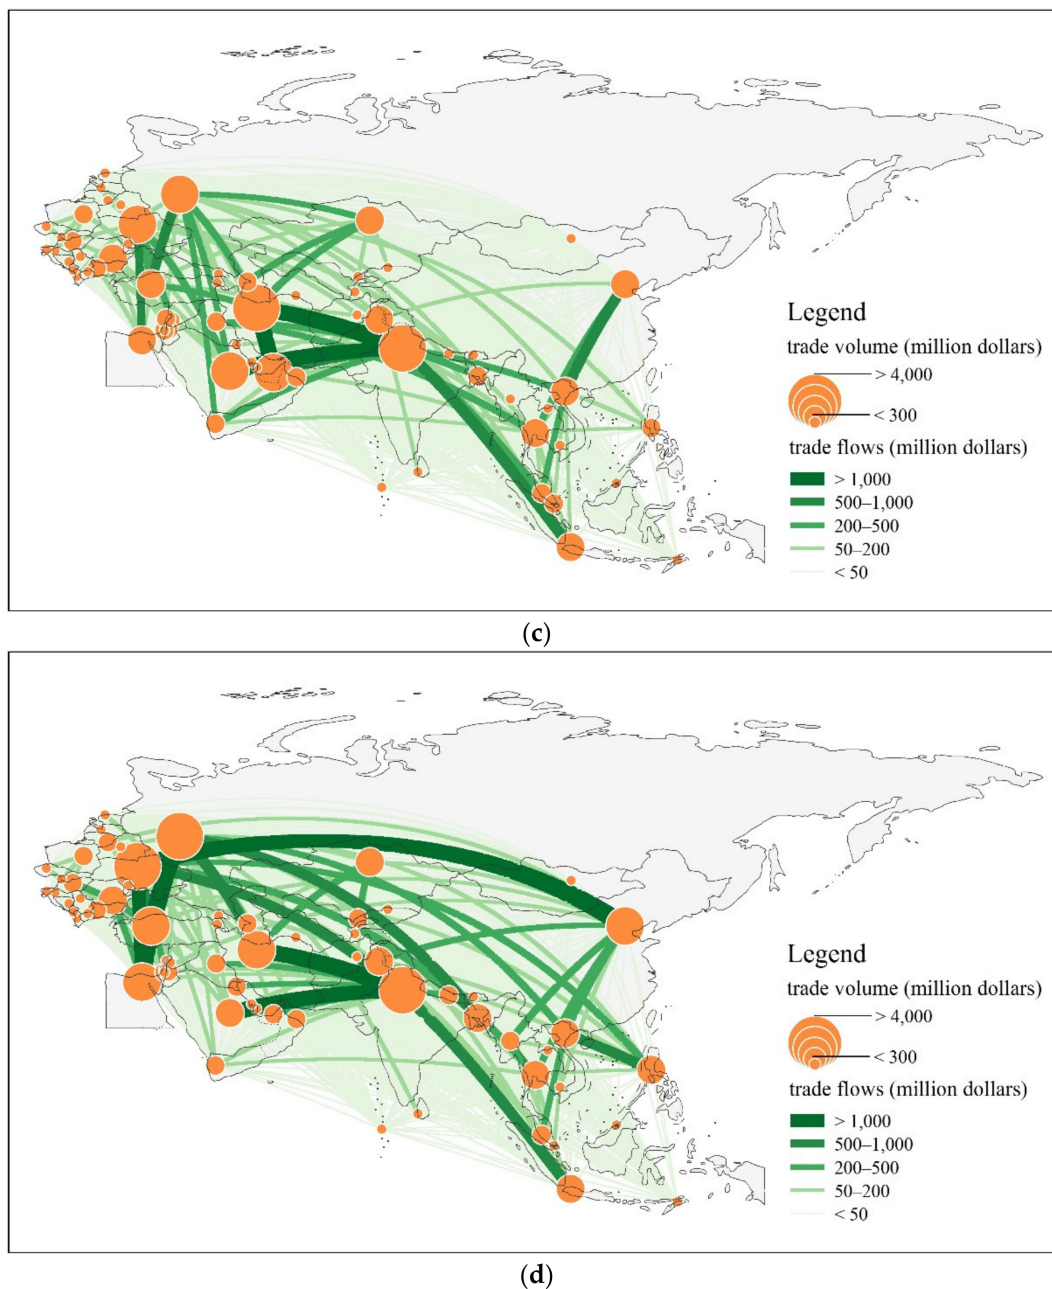 Legend
trade volume (million dollars)
> 4,000
< 300
trade flows (million dollars)
> 1,000
500–1,000
200–500
50–200
< 50
(c)
Legend
trade volume (million dollars)
> 4,000
< 300
trade flows (million dollars)
> 1,000
500–1,000
200–500
50–200
< 50
(d)